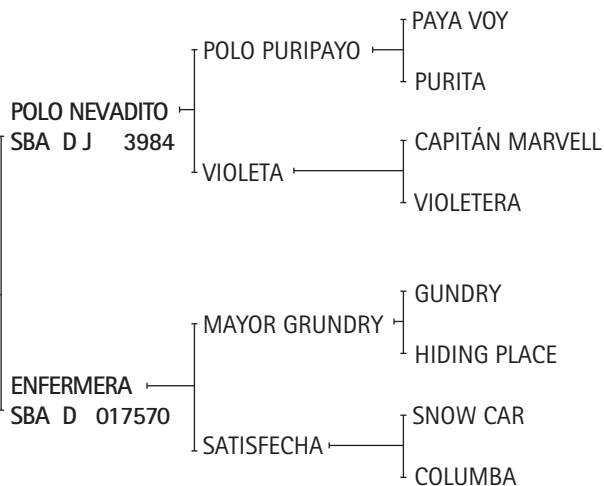 PAYA VOY
POLO PURIPAYO
PURITA
POLO NEVADITO
SBA D J 3984
CAPITÁN MARVELL
VIOLETA
VIOLETERA
GUNDRY
MAYOR GRUNDRY
HIDING PLACE
ENFERMERA
SBA D 017570
SNOW CAR
SATISFECHA
COLUMBA